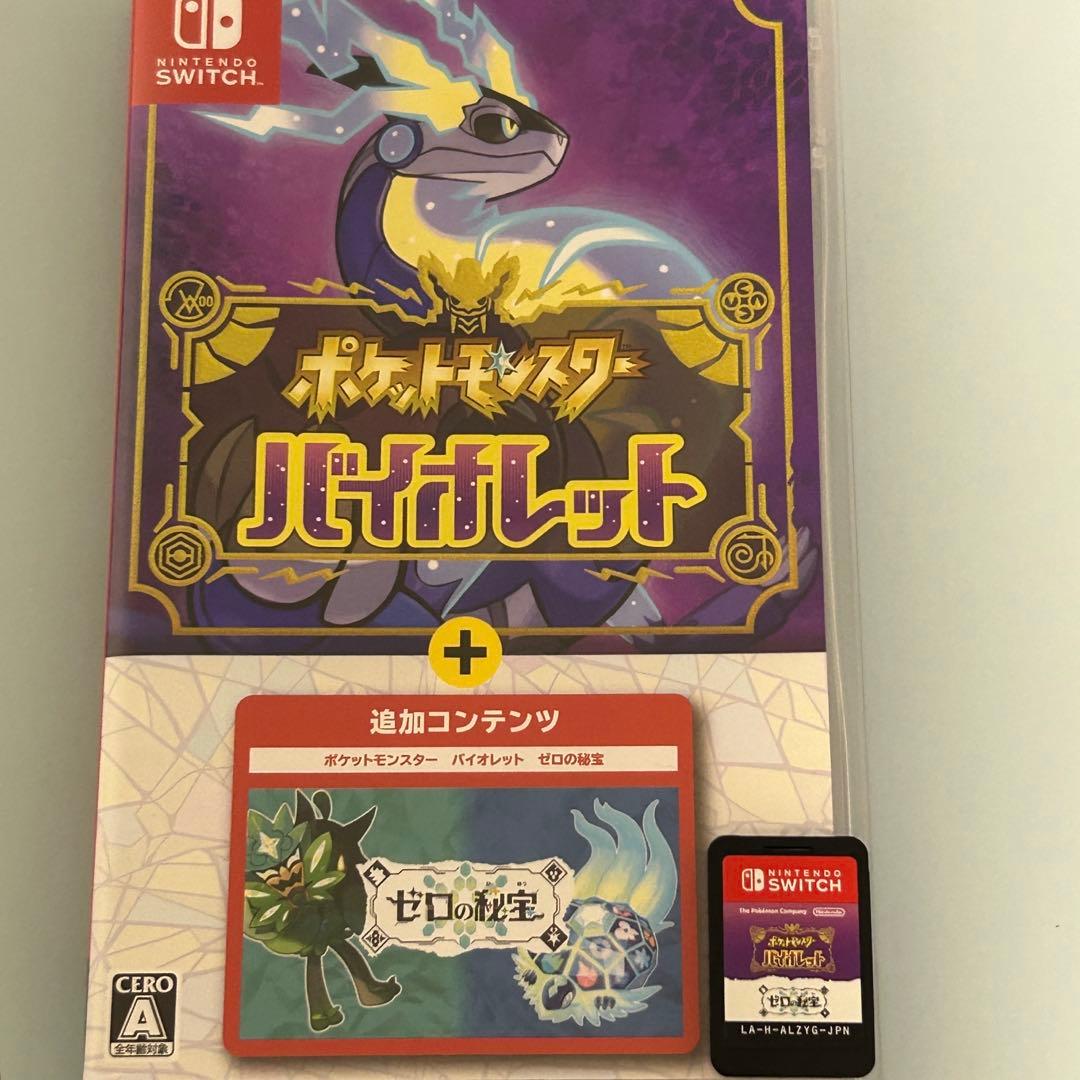 NINTENDO
SWITCH™
ポケットモンスター™
バイオレット
+
追加コンテンツ
ポケットモンスター バイオレット ゼロの秘宝
ゼロの秘宝
CERO
A
全年齢対象
NINTENDO
SWITCH
The Pokémon Company Nintendo
ポケットモンスター
バイオレット
ゼロの秘宝
LA-H-ALZYG-JPN